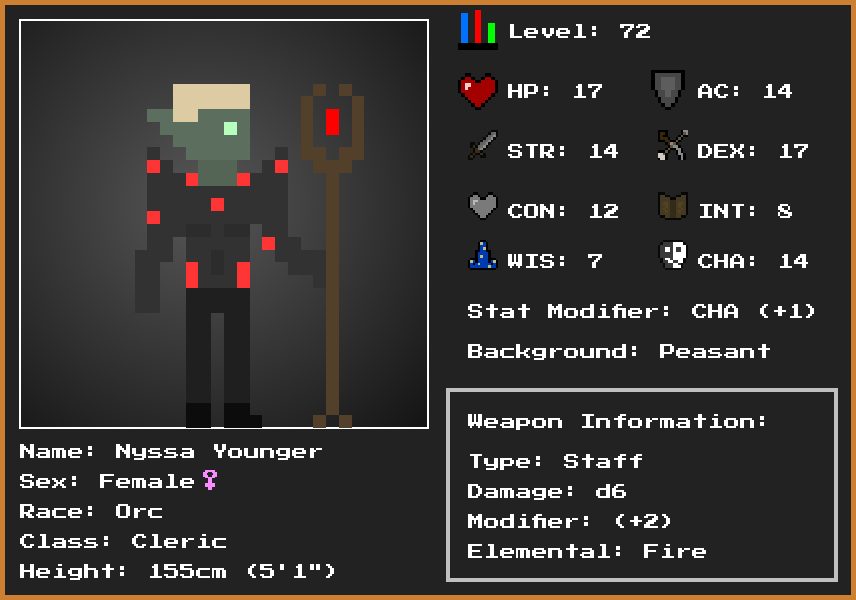 Level: 72
HP: 17
AC: 14
STR: 14
DEX: 17
CON: 12
INT: 8
WIS: 7
CHA: 14
Stat Modifier: CHA (+1)
Background: Peasant
Weapon Information:
Type: Staff
Damage: d6
Modifier: (+2)
Elemental: Fire
Name: Nyssa Younger
Sex: Female♀
Race: Orc
Class: Cleric
Height: 155cm (5'1")